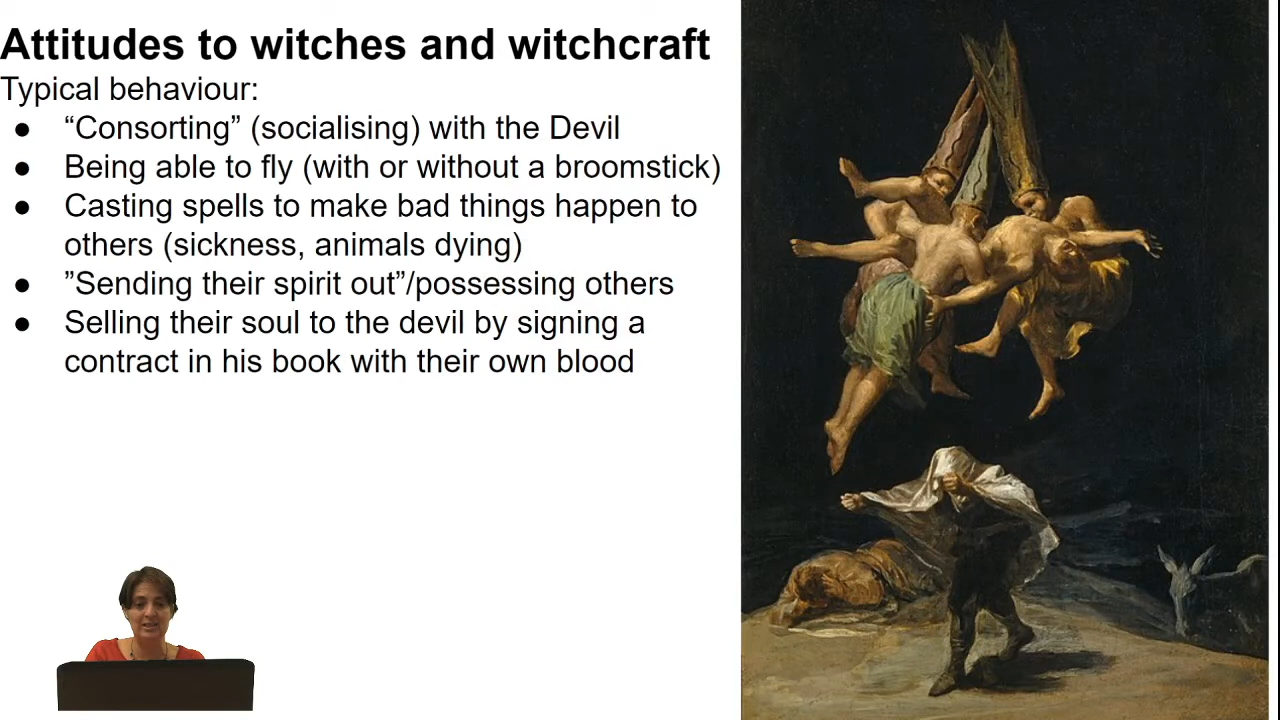 Attitudes to witches and witchcraft
Typical behaviour:
● “Consorting” (socialising) with the Devil
● Being able to fly (with or without a broomstick)
● Casting spells to make bad things happen to
others (sickness, animals dying)
● ”Sending their spirit out”/possessing others
● Selling their soul to the devil by signing a
contract in his book with their own blood